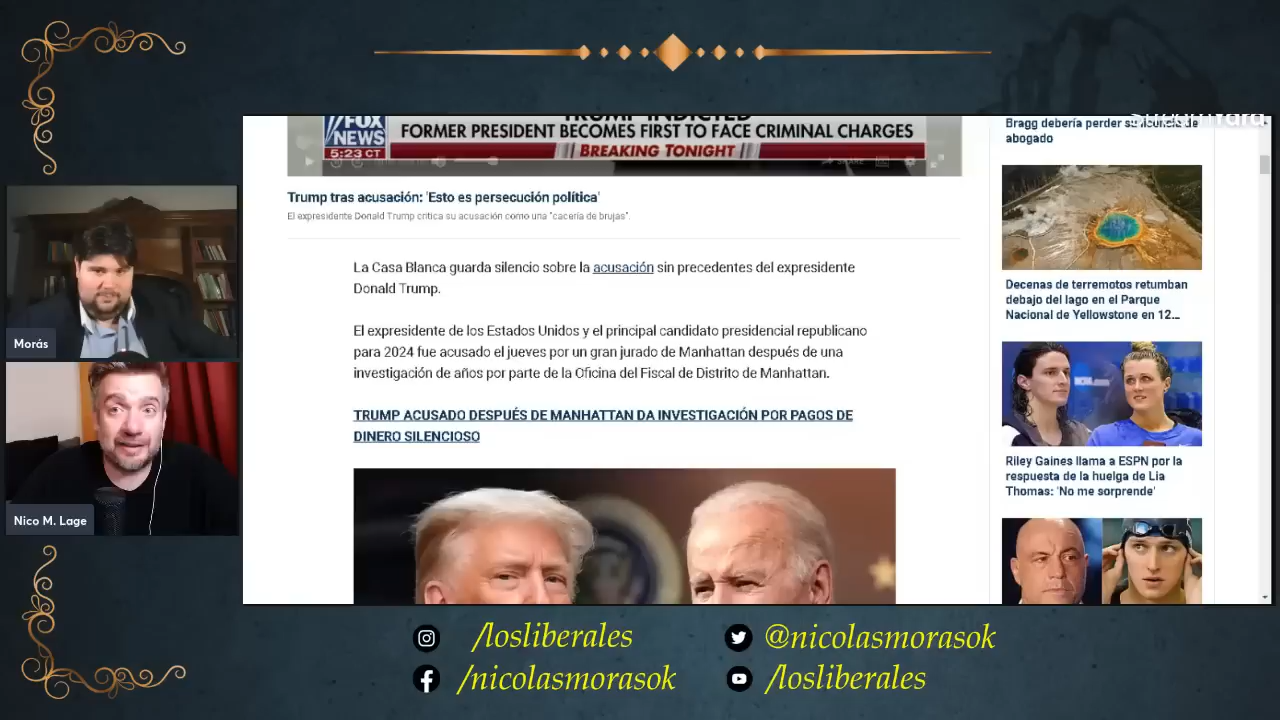 TRUMP INDICTED
FOX
NEWS
5:23 CT
FORMER PRESIDENT BECOMES FIRST TO FACE CRIMINAL CHARGES
BREAKING TONIGHT
SHARE
Trump tras acusación: 'Esto es persecución política'
El expresidente Donald Trump critica su acusación como una "cacería de brujas".
La Casa Blanca guarda silencio sobre la acusación sin precedentes del expresidente
Donald Trump.
El expresidente de los Estados Unidos y el principal candidato presidencial republicano
para 2024 fue acusado el jueves por un gran jurado de Manhattan después de una
investigación de años por parte de la Oficina del Fiscal de Distrito de Manhattan.
TRUMP ACUSADO DESPUÉS DE MANHATTAN DA INVESTIGACIÓN POR PAGOS DE
DINERO SILENCIOSO
Bragg debería perder su licencia de
abogado
Decenas de terremotos retumban
debajo del lago en el Parque
Nacional de Yellowstone en 12...
Riley Gaines llama a ESPN por la
respuesta de la huelga de Lia
Thomas: 'No me sorprende'
Morás
Nico M. Lage
/losliberales
@nicolasmorasok
/nicolasmorasok
/losliberales